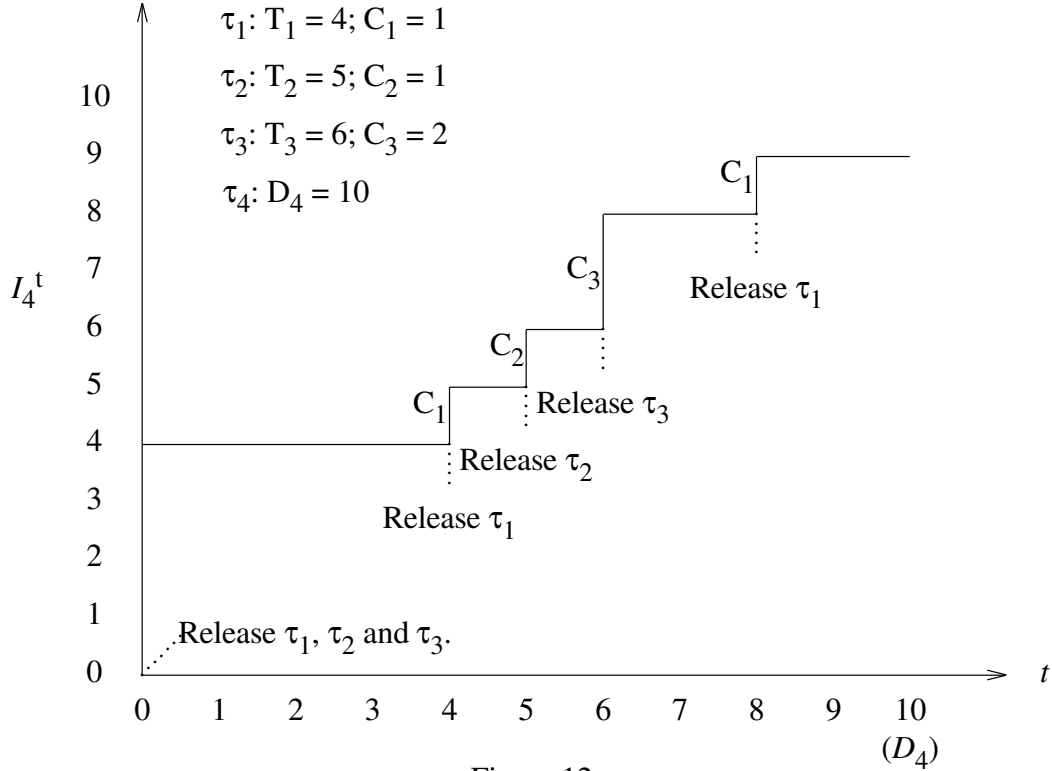 τ1: T1 = 4; C1 = 1
τ2: T2 = 5; C2 = 1
τ3: T3 = 6; C3 = 2
τ4: D4 = 10
10
9
8
7
6
5
4
3
2
1
0
I4^t
C1
C3
Release τ1
C2
C1
Release τ3
Release τ2
Release τ1
Release τ1, τ2 and τ3.
t
0 1 2 3 4 5 6 7 8 9 10
(D4)